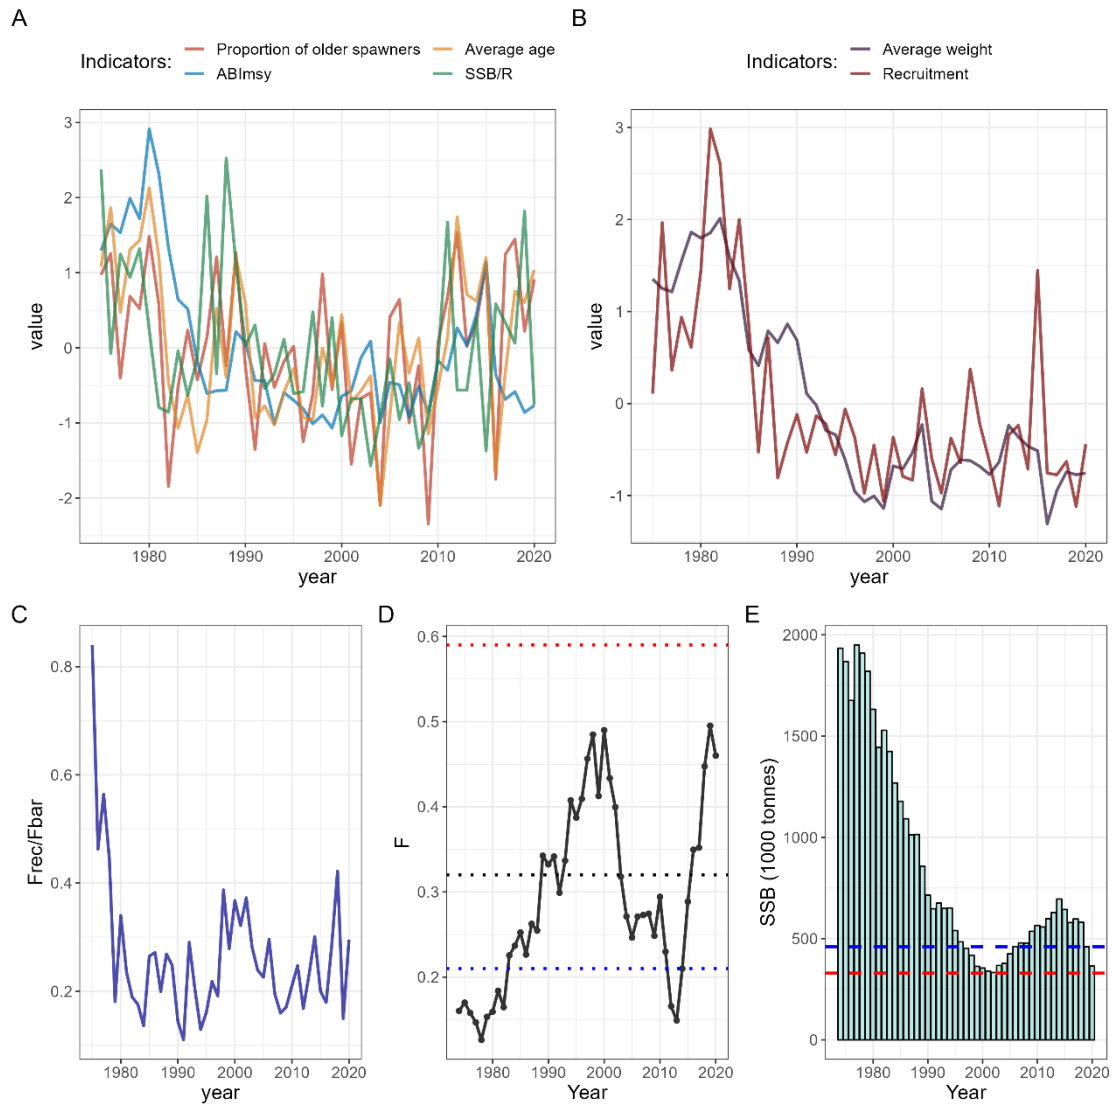 A
Indicators:
Proportion of older spawners
Average age
ABImsy
SSB/R
value
3
2
1
0
-1
-2
1980 1990 2000 2010 2020
year
B
Indicators:
Average weight
Recruitment
value
3
2
1
0
-1
1980 1990 2000 2010 2020
year
C
Frec/Fbar
0.8
0.6
0.4
0.2
1980 1990 2000 2010 2020
year
D
F
0.6
0.5
0.4
0.3
0.2
1980 1990 2000 2010 2020
Year
E
SSB (1000 tonnes)
2000
1500
1000
500
0
1980 1990 2000 2010 2020
Year